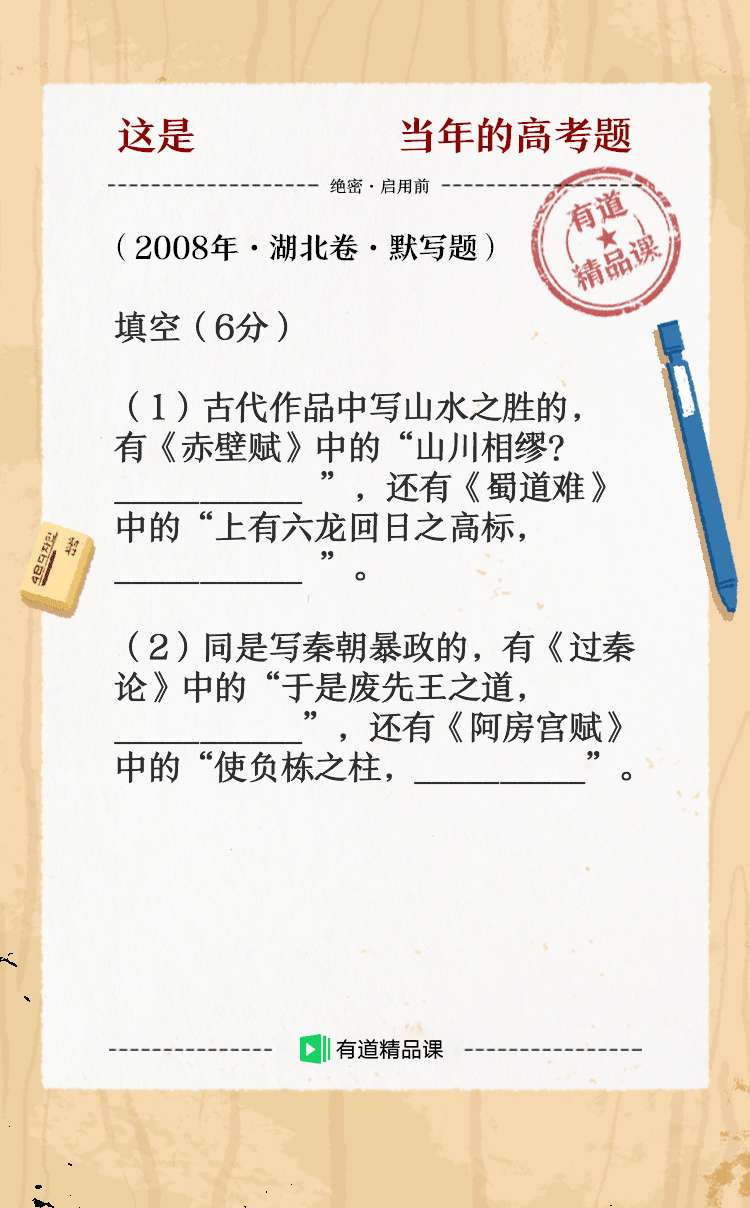 这是 当年的高考题
绝密·启用前
有道
精品课
（2008年·湖北卷·默写题）
填空（6分）
（1）古代作品中写山水之胜的，
有《赤壁赋》中的“山川相缪？
___________ ”，还有《蜀道难》
中的“上有六龙回日之高标，
___________ ”。
（2）同是写秦朝暴政的，有《过秦
论》中的“于是废先王之道，
___________”，还有《阿房宫赋》
中的“使负栋之柱，__________”。
有道精品课